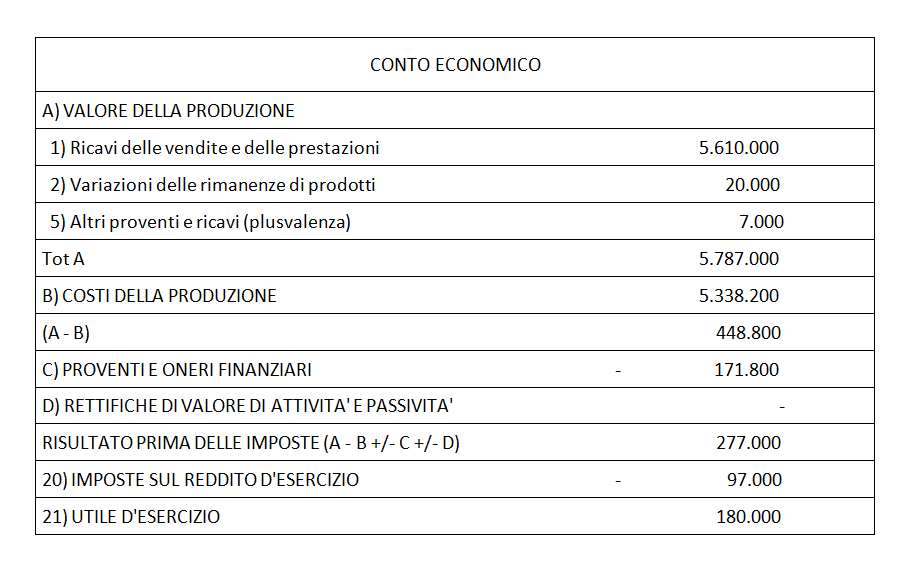 CONTO ECONOMICO
A) VALORE DELLA PRODUZIONE
1) Ricavi delle vendite e delle prestazioni 5.610.000
2) Variazioni delle rimanenze di prodotti 20.000
5) Altri proventi e ricavi (plusvalenza) 7.000
Tot A 5.787.000
B) COSTI DELLA PRODUZIONE 5.338.200
(A - B) 448.800
C) PROVENTI E ONERI FINANZIARI - 171.800
D) RETTIFICHE DI VALORE DI ATTIVITA' E PASSIVITA' -
RISULTATO PRIMA DELLE IMPOSTE (A - B +/- C +/- D) 277.000
20) IMPOSTE SUL REDDITO D'ESERCIZIO - 97.000
21) UTILE D'ESERCIZIO 180.000